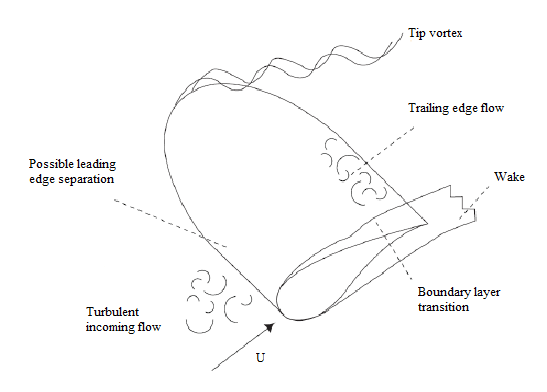 Tip vortex
Trailing edge flow
Possible leading
edge separation
Wake
Boundary layer
transition
Turbulent
incoming flow
U